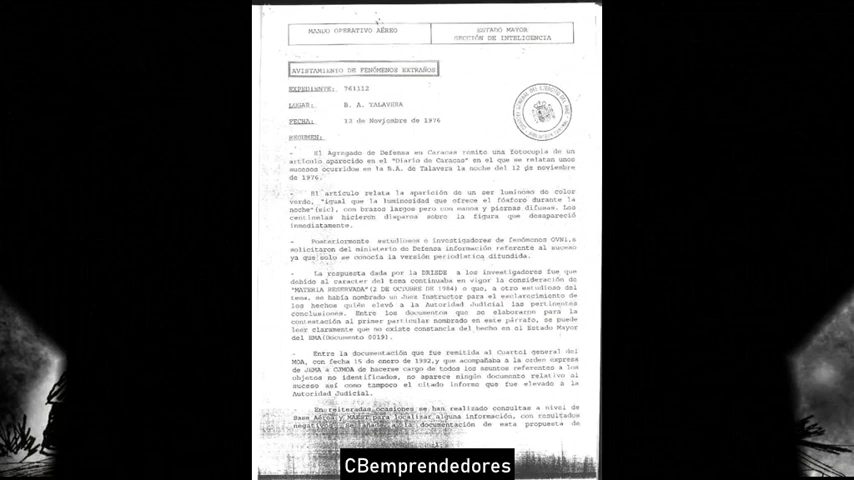 MANDO OPERATIVO AÉREO
ESTADO MAYOR
SECCIÓN DE INTELIGENCIA
AVISTAMIENTO DE FENÓMENOS EXTRAÑOS
EXPEDIENTE: 761112
LUGAR: B. A. TALAVERA
FECHA: 12 de Noviembre de 1976
RESUMEN:
- El Agregado de Defensa en Caracas remite una fotocopia de un
artículo aparecido en el "Diario de Caracas" en el que se relatan unos
sucesos ocurridos en la B.A. de Talavera la noche del 12 de noviembre
de 1976.
- El artículo relata la aparición de un ser luminoso de color
verde, "igual que la luminosidad que ofrece el fósforo durante la
noche"(sic), con brazos largos pero con manos y piernas difusas. Los
centinelas hicieron disparos sobre la figura que desapareció
inmediatamente.
- Posteriormente estudiosos e investigadores de fenómenos OVNI,s
solicitaron del ministerio de Defensa información referente al suceso
ya que solo se conocía la versión periodística difundida.
- La respuesta dada por la DRISDE a los investigadores fue que
debido al caracter del tema continuaba en vigor la consideración de
"MATERIA RESERVADA"(2 DE OCTUBRE DE 1984) o que, a otro estudioso del
tema, se había nombrado un Juez Instructor para el esclarecimiento de
los hechos quién elevó a la Autoridad Judicial las pertinentes
conclusiones. Entre los documentos que se elaboraron para la
contestación al primer particular nombrado en este párrafo, se puede
leer claramente que no existe constancia del hecho en el Estado Mayor
del EMA(Documento 0019).
- Entre la documentación que fue remitida al Cuartel general del
MOA, con fecha 15 de enero de 1992,y que acompañaba a la orden expresa
de JEMA a CJMOA de hacerse cargo de todos los asuntos referentes a los
objetos no identificados, no aparece ningún documento relativo al
suceso así como tampoco el citado informe que fue elevado a la
Autoridad Judicial.
- En reiteradas ocasiones se han realizado consultas a nivel de
Base Aérea y MAEST para localizar alguna información, con resultados
negativos, a la documentación de esta propuesta de
CBemprendedores